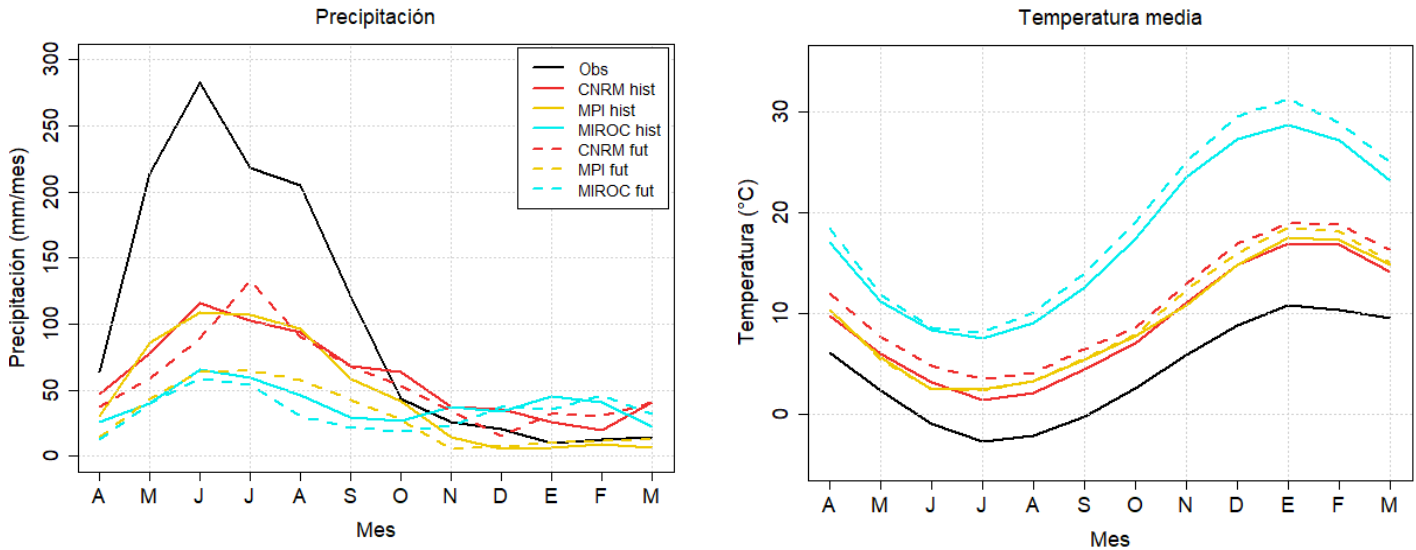 Precipitación
300
250
200
150
100
50
0
Precipitación (mm/mes)
Obs
CNRM hist
MPI hist
MIROC hist
CNRM fut
MPI fut
MIROC fut
A M J J A S O N D E F M
Mes
Temperatura media
30
20
10
0
Temperatura (°C)
A M J J A S O N D E F M
Mes